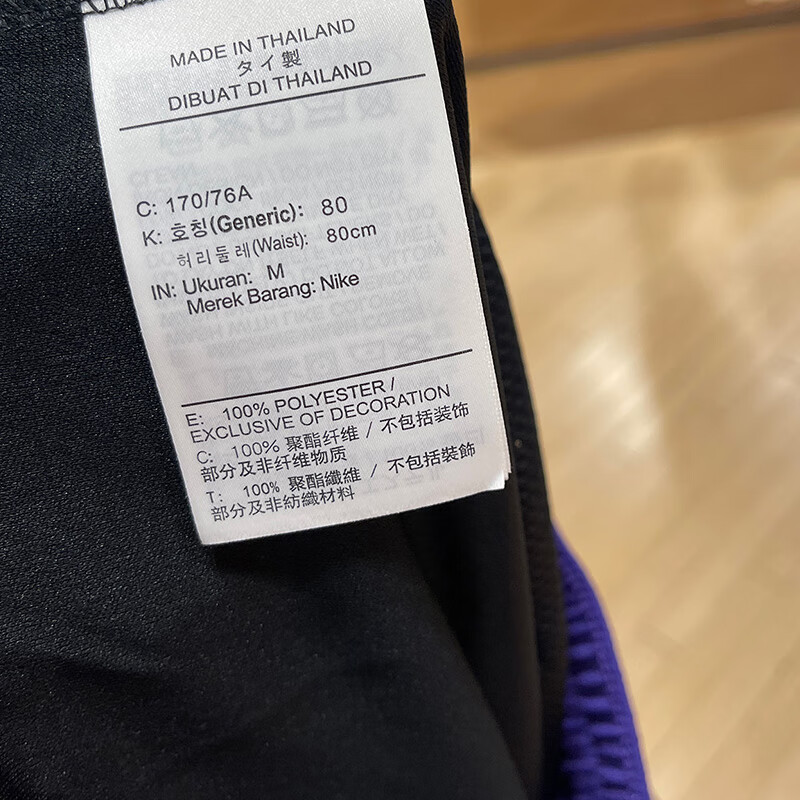 MADE IN THAILAND
タイ製
DIBUAT DI THAILAND
C: 170/76A
K: 호칭(Generic): 80
허리둘레(Waist): 80cm
IN: Ukuran: M
Merek Barang: Nike
E: 100% POLYESTER /
EXCLUSIVE OF DECORATION
C: 100% 聚酯纤维 / 不包括装饰
部分及非纤维物质
T: 100% 聚酯纖維 / 不包括裝飾
部分及非紡織材料